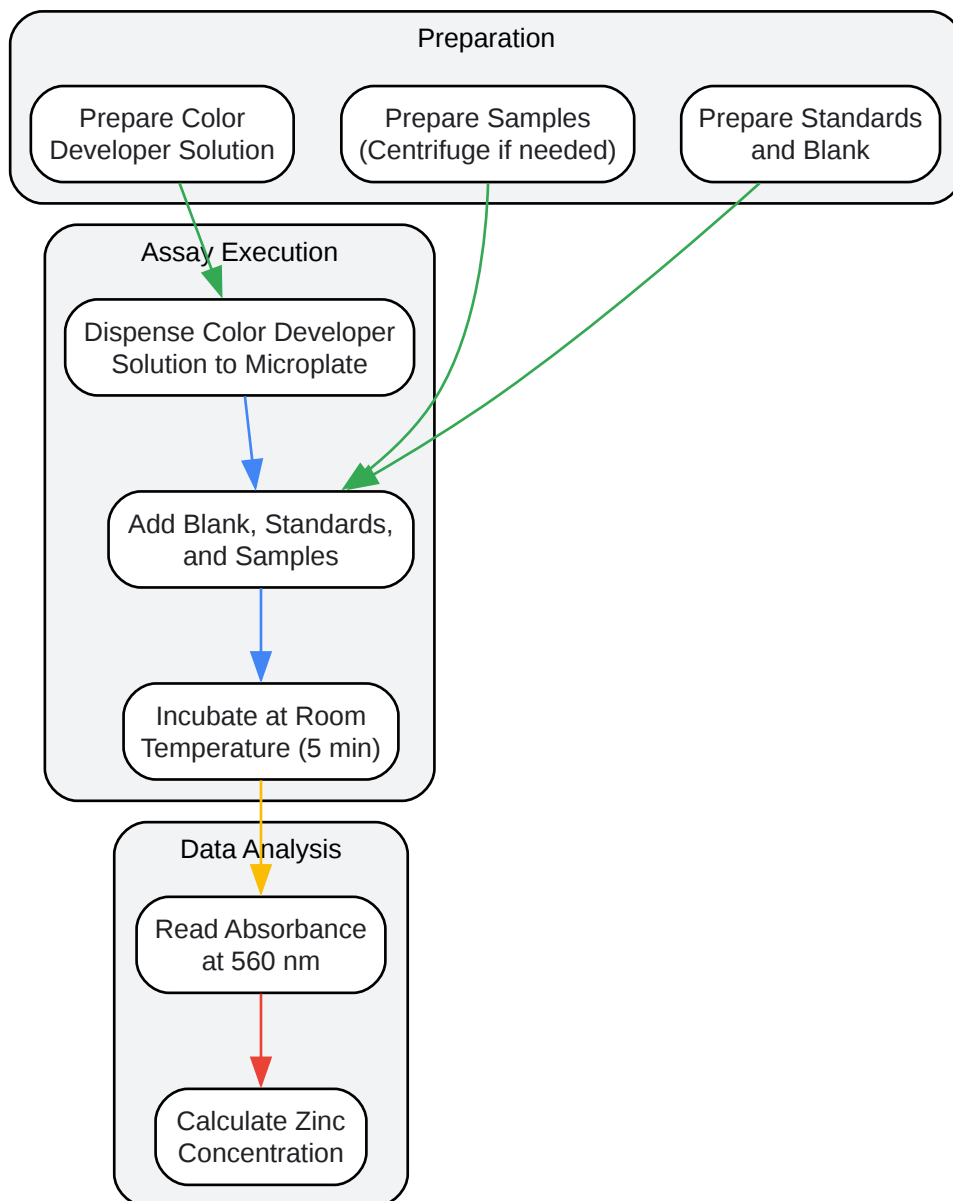 Preparation
Prepare Color
Developer Solution
Prepare Samples
(Centrifuge if needed)
Prepare Standards
and Blank
Assay Execution
Dispense Color Developer
Solution to Microplate
Add Blank, Standards,
and Samples
Incubate at Room
Temperature (5 min)
Data Analysis
Read Absorbance
at 560 nm
Calculate Zinc
Concentration